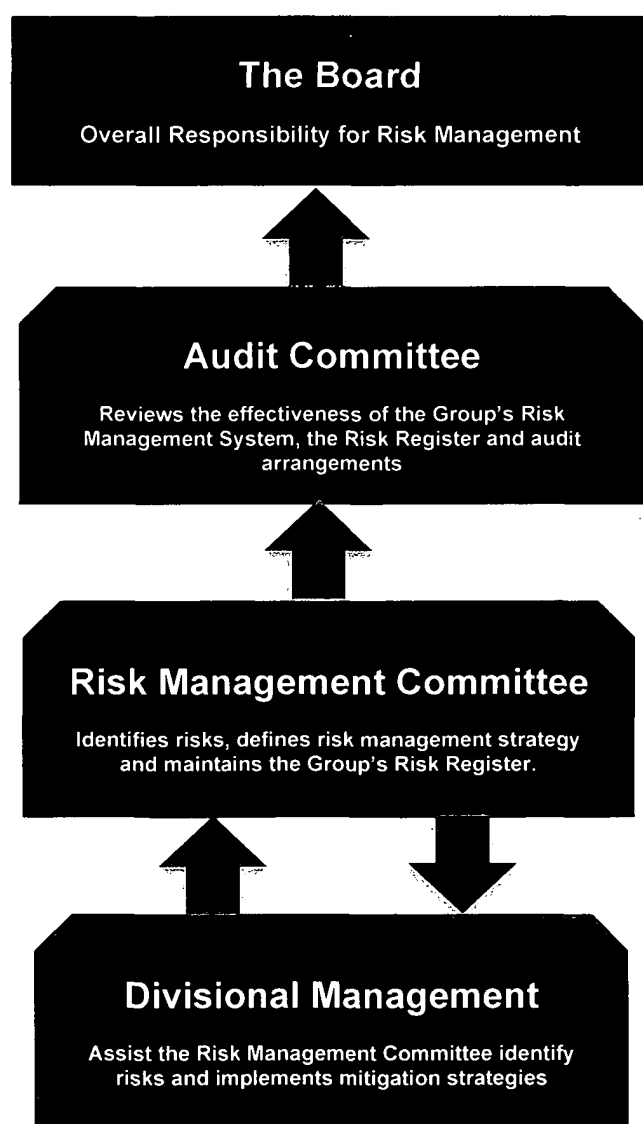 The Board
Overall Responsibility for Risk Management
Audit Committee
Reviews the effectiveness of the Group's Risk
Management System, the Risk Register and audit
arrangements
Risk Management Committee
Identifies risks, defines risk management strategy
and maintains the Group's Risk Register.
Divisional Management
Assist the Risk Management Committee identify
risks and implements mitigation strategies